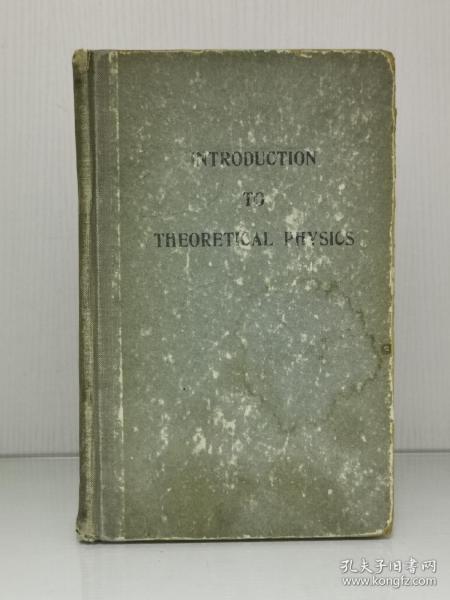 INTRODUCTION
TO
THEORETICAL PHYSICS
孔夫子旧书网
www.kongfz.com